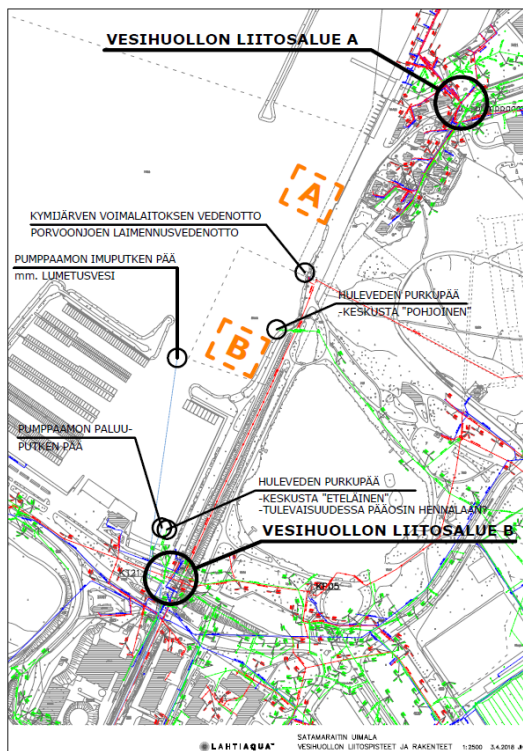 VESIHUOLLON LIITOSALUE A
A
KYMIJÄRVEN VOIMALAITOKSEN VEDENOTTO
PORVOONJOEN LAIMENNUSVEDENOTTO
PUMPPAAMON IMUPUTKEN PÄÄ
mm. LUMETUSVESI
HULEVEDEN PURKUPÄÄ
-KESKUSTA "POHJOINEN"
B
PUMPPAAMON PALUU-
PUTKEN PÄÄ
HULEVEDEN PURKUPÄÄ
-KESKUSTA "ETELÄINEN"
-TULEVAISUUDESSA PÄÄOSIN HENNALAAN?
VESIHUOLLON LIITOSALUE B
LAHTIAQUA
SATAMARAITIN UIMALA
VESIHUOLLON LIITOSPISTEET JA RAKENTEET 1:2500 3.4.2018